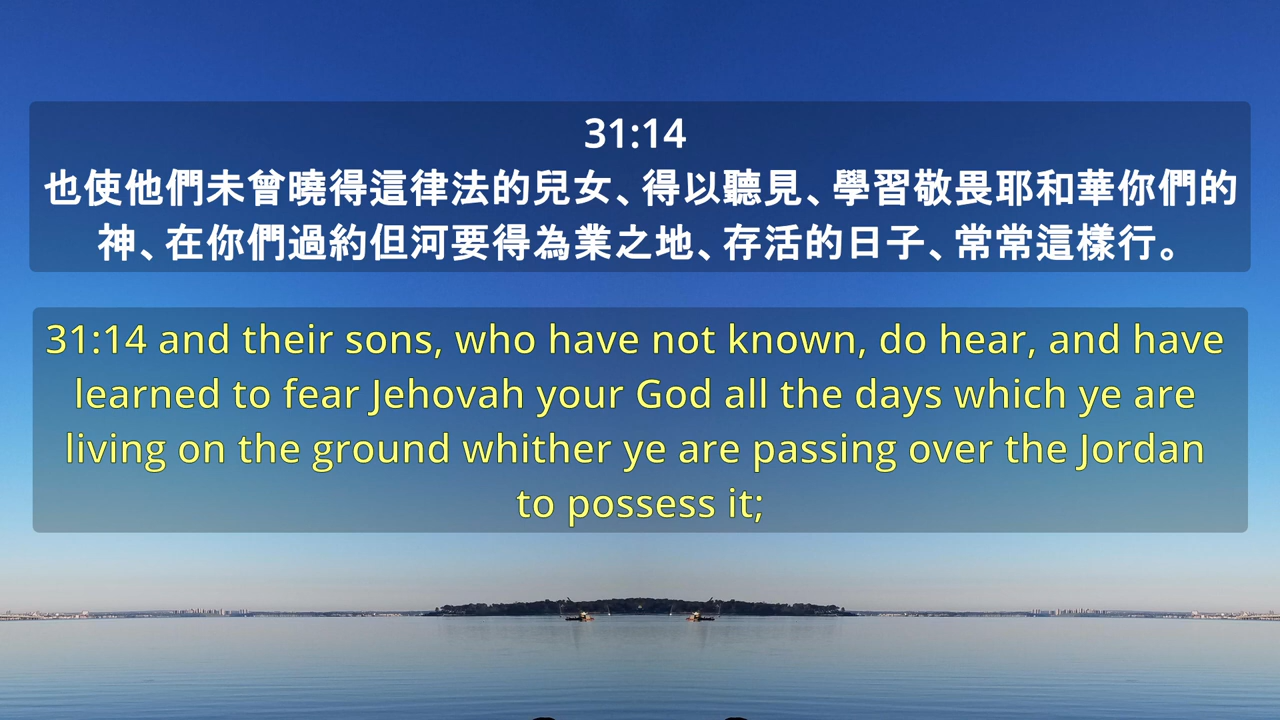 31:14
也使他們未曾曉得這律法的兒女、得以聽見、學習敬畏耶和華你們的
神、在你們過約但河要得為業之地、存活的日子、常常這樣行。
31:14 and their sons, who have not known, do hear, and have
learned to fear Jehovah your God all the days which ye are
living on the ground whither ye are passing over the Jordan
to possess it;